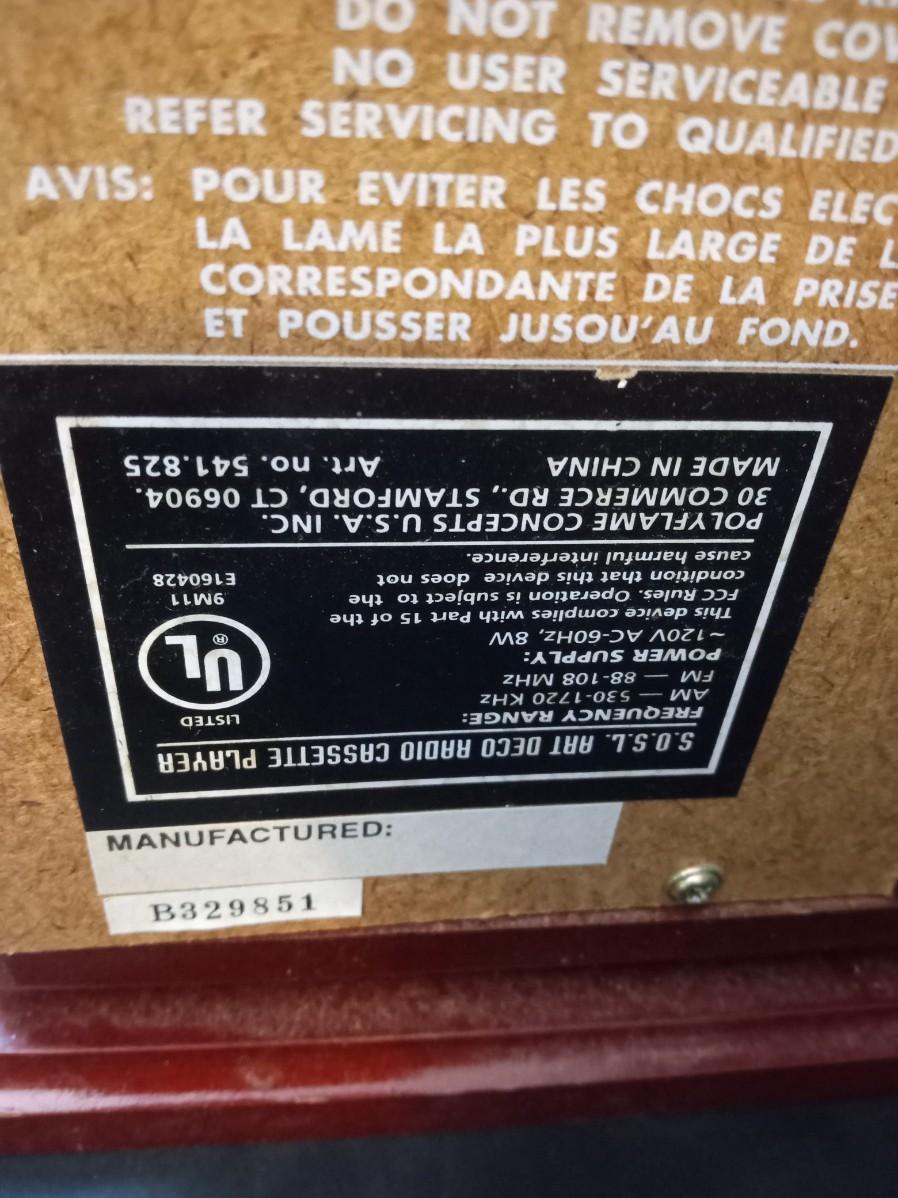 DO NOT REMOVE
NO USER SERVICEABLE
REFER SERVICING TO QUALIFIED
AVIS: POUR EVITER LES CHOCS
LA LAME LA PLUS LARGE DE
CORRESPONDANTE DE LA PRISE
ET POUSSER JUSOU'AU FOND.
S.O.S.L. ART DECO RADIO CASSETTE PLAYER
FREQUENCY RANGE:
AM — 530-1720 KHz
FM — 88-108 MHz
POWER SUPPLY:
~120V AC-60Hz, 8W
This device complies with Part 15 of the
FCC Rules. Operation is subject to the
condition that this device does not
cause harmful interference.
LISTED
UL®
9M11
E160428
POLYFLAME CONCEPTS U.S.A. INC.
30 COMMERCE RD., STAMFORD, CT 06904.
MADE IN CHINA Art. no. 541.825
MANUFACTURED:
B329851